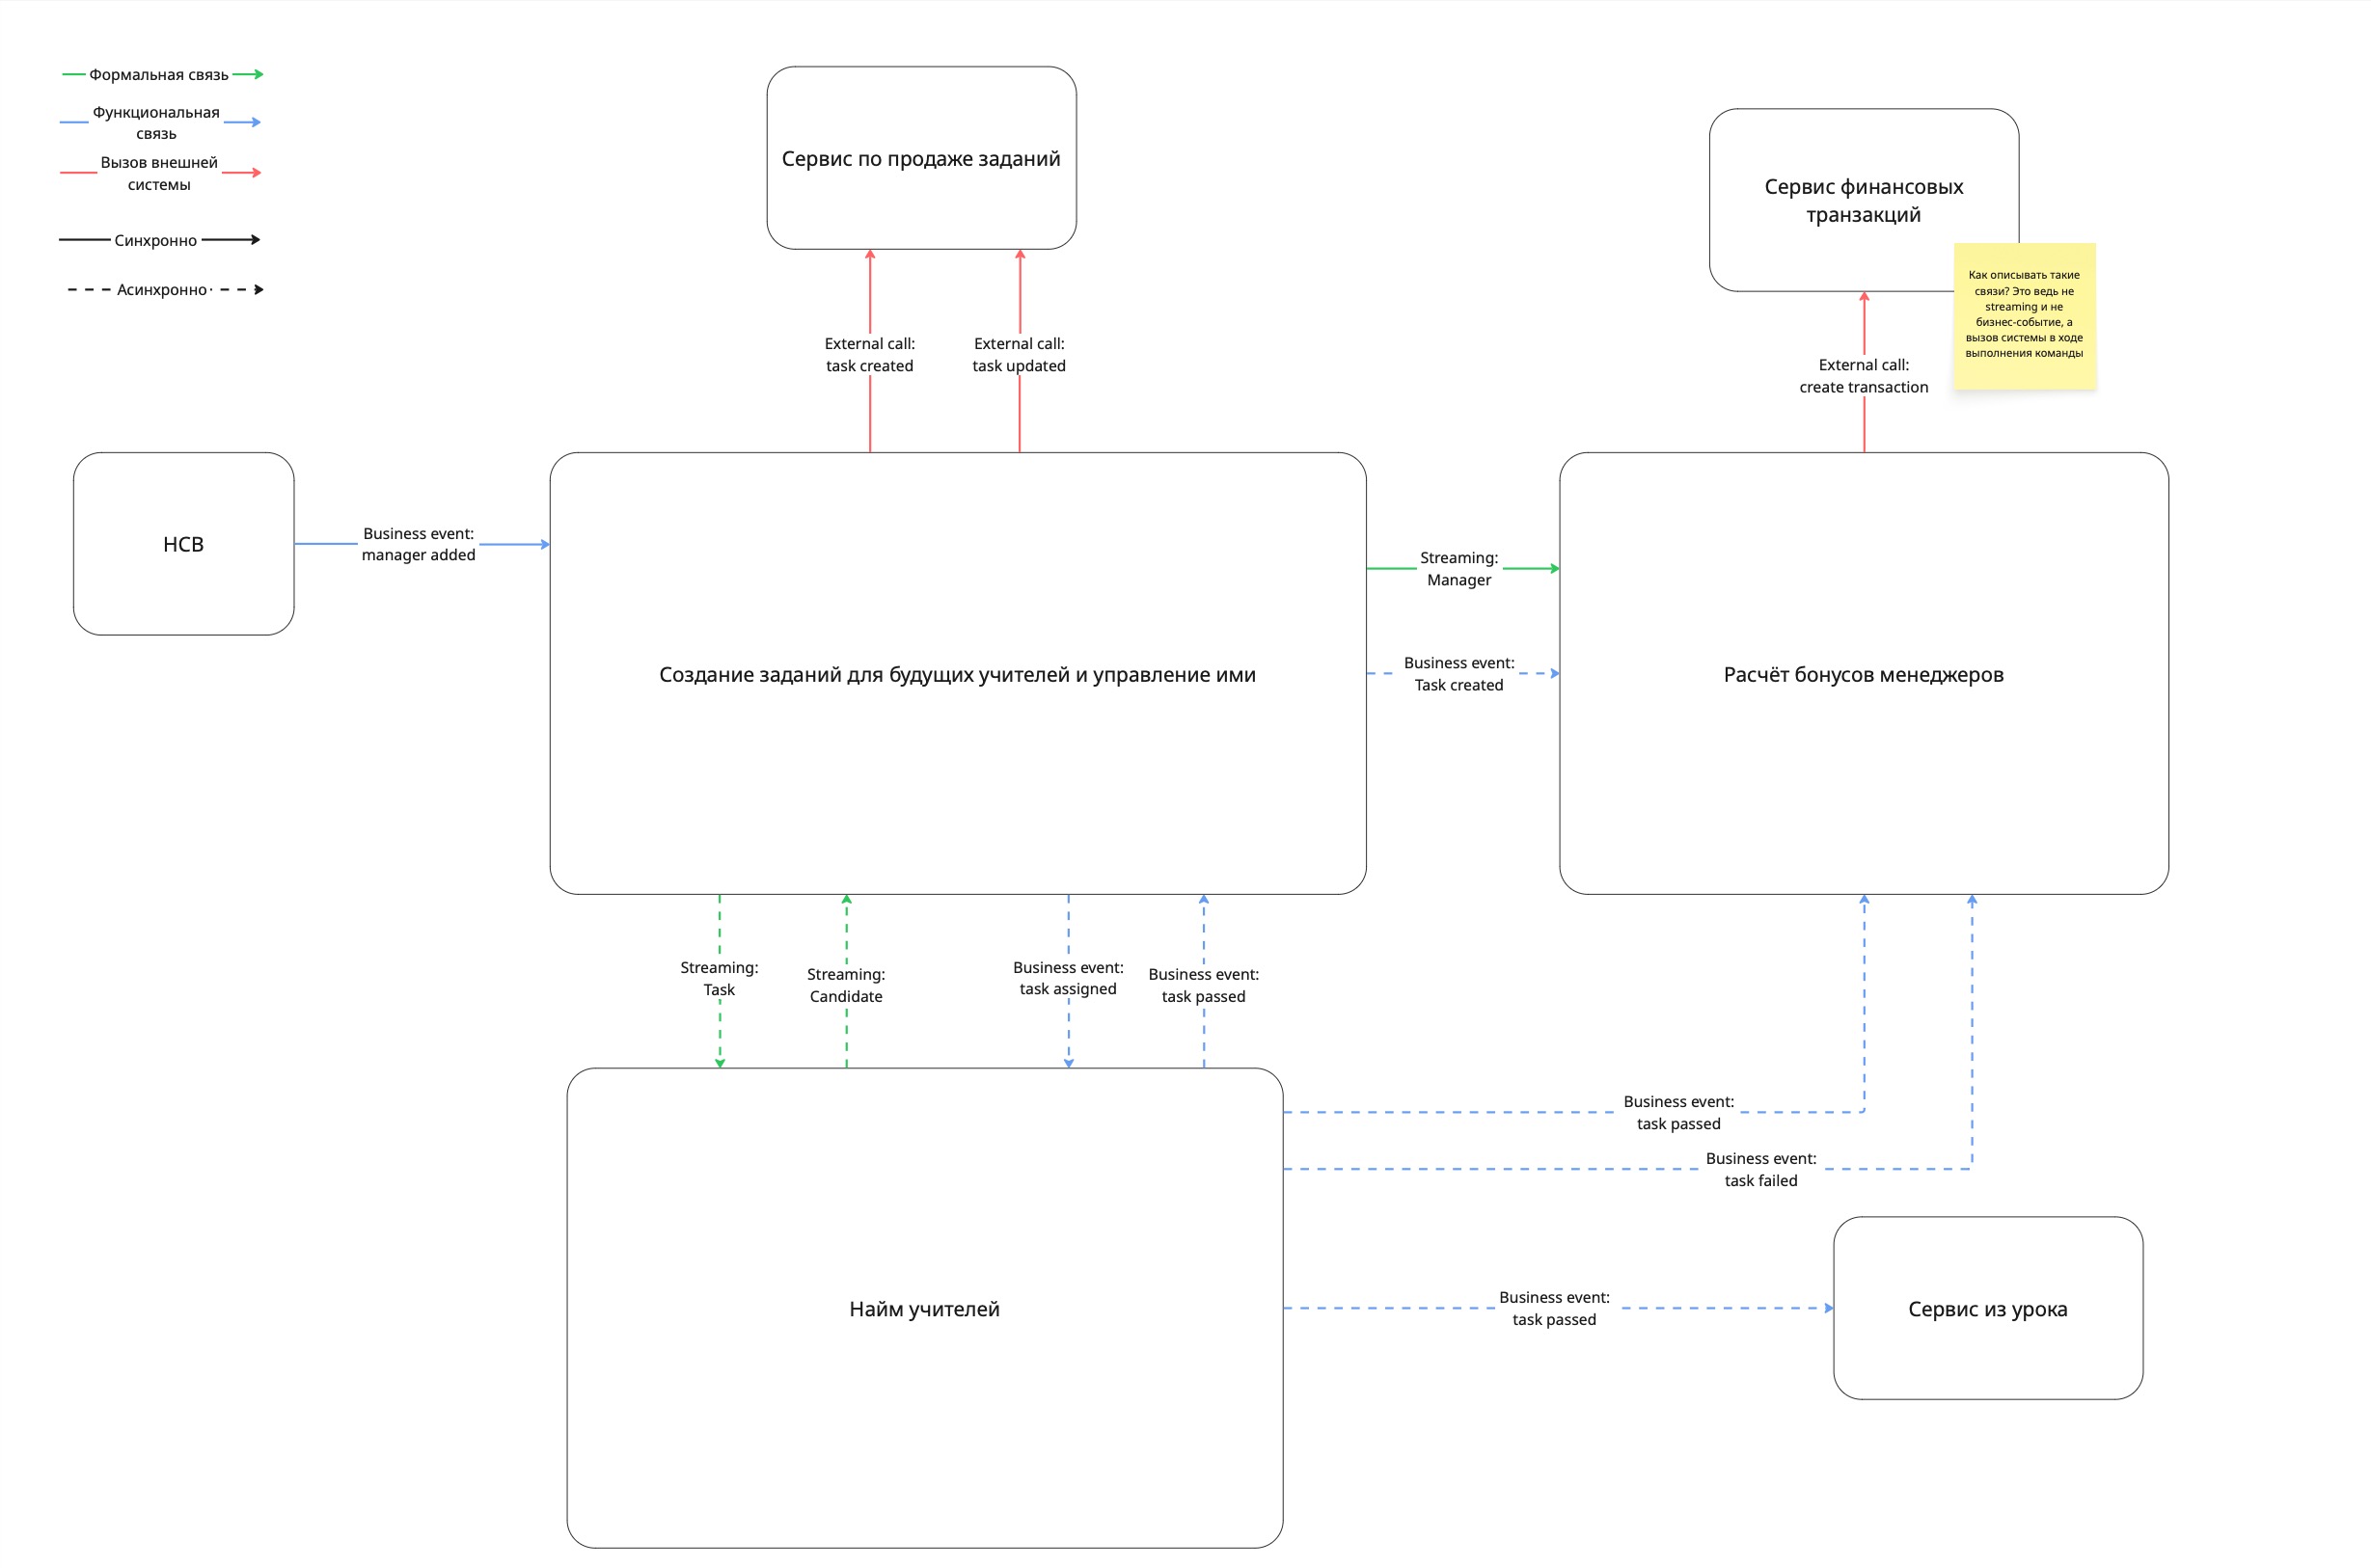 Формальная связь
Функциональная
связь
Вызов внешней
системы
Синхронно
Асинхронно
Сервис по продаже заданий
Сервис финансовых
транзакций
Как описывать такие
связи? Это ведь не
streaming и не
бизнес-событие, а
вызов системы в ходе
выполнения команды
External call:
task created
External call:
task updated
External call:
create transaction
НСВ
Business event:
manager added
Создание заданий для будущих учителей и управление ими
Streaming:
Manager
Business event:
Task created
Расчёт бонусов менеджеров
Streaming:
Task
Streaming:
Candidate
Business event:
task assigned
Business event:
task passed
Business event:
task passed
Business event:
task failed
Найм учителей
Business event:
task passed
Сервис из урока